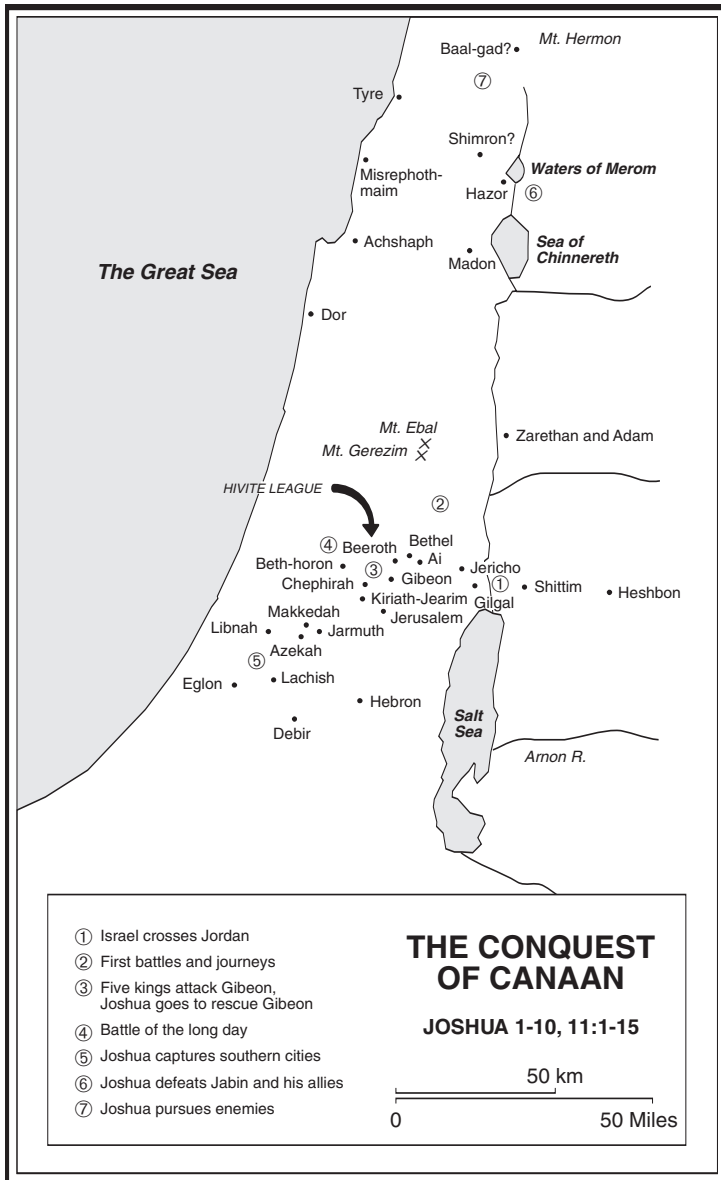 Baal-gad?
Mt. Hermon
⑦
Tyre
Shimron?
Misrephoth-
maim
Waters of Merom
Hazor
⑥
Achshaph
Sea of
Chinnereth
Madon
The Great Sea
Dor
Mt. Ebal
Mt. Gerezim
Zarethan and Adam
HIVITE LEAGUE
②
④
Beeroth
Bethel
Beth-horon
③
Ai
Jericho
Chephirah
Gibeon
①
Shittim
Heshbon
Kiriath-Jearim
Gilgal
Makkedah
Jerusalem
Libnah
Jarmuth
Azekah
⑤
Eglon
Lachish
Hebron
Debir
Salt
Sea
Arnon R.
① Israel crosses Jordan
② First battles and journeys
③ Five kings attack Gibeon,
Joshua goes to rescue Gibeon
④ Battle of the long day
⑤ Joshua captures southern cities
⑥ Joshua defeats Jabin and his allies
⑦ Joshua pursues enemies
THE CONQUEST
OF CANAAN
JOSHUA 1-10, 11:1-15
50 km
0 50 Miles